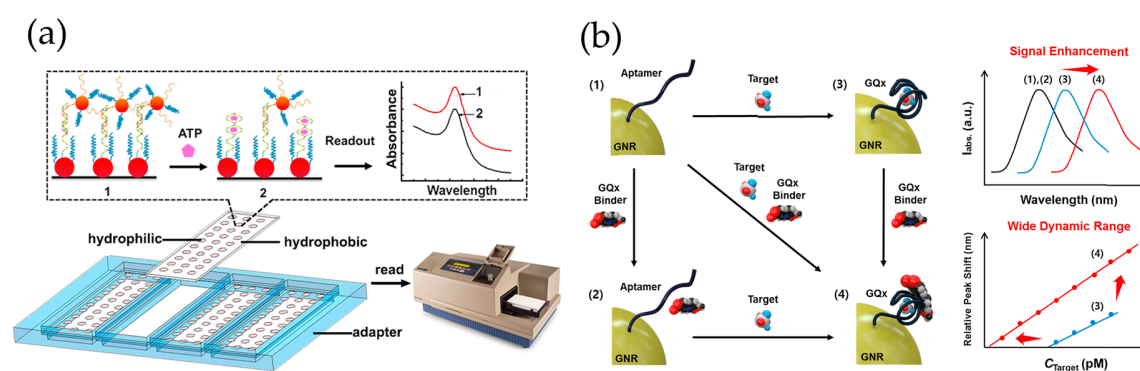 (a)
ATP
Readout
1
2
Absorbance
1
2
Wavelength
hydrophilic
hydrophobic
read
adapter
(b)
(1)
Aptamer
GNR
Target
(3)
GQx
GNR
GQx
Binder
Target
GQx
Binder
GQx
Binder
(2)
Aptamer
GNR
Target
(4)
GQx
GNR
Signal Enhancement
(1),(2)
(3)
(4)
Iabs. (a.u.)
Wavelength (nm)
Wide Dynamic Range
(4)
(3)
Relative Peak Shift (nm)
CTarget (pM)